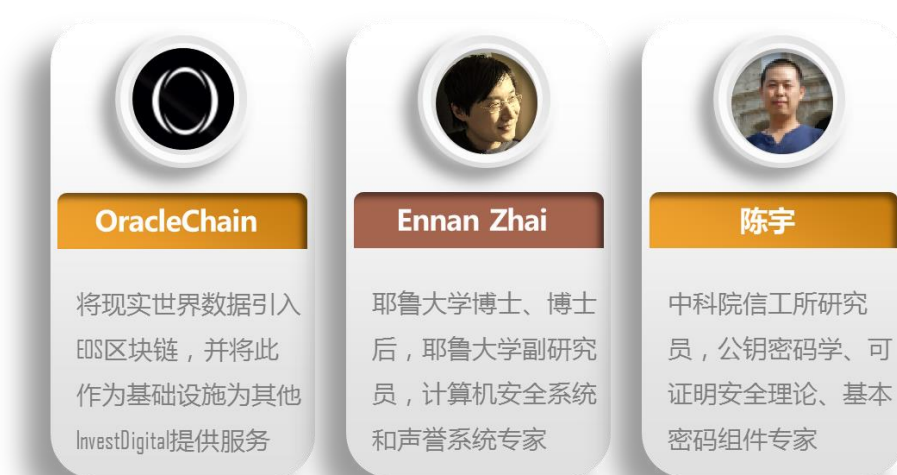 OracleChain
将现实世界数据引入
EOS区块链，并将此
作为基础设施为其他
InvestDigital提供服务
Ennan Zhai
耶鲁大学博士、博士
后，耶鲁大学副研究
员，计算机安全系统
和声誉系统专家
陈宇
中科院信工所研究
员，公钥密码学、可
证明安全理论、基本
密码组件专家